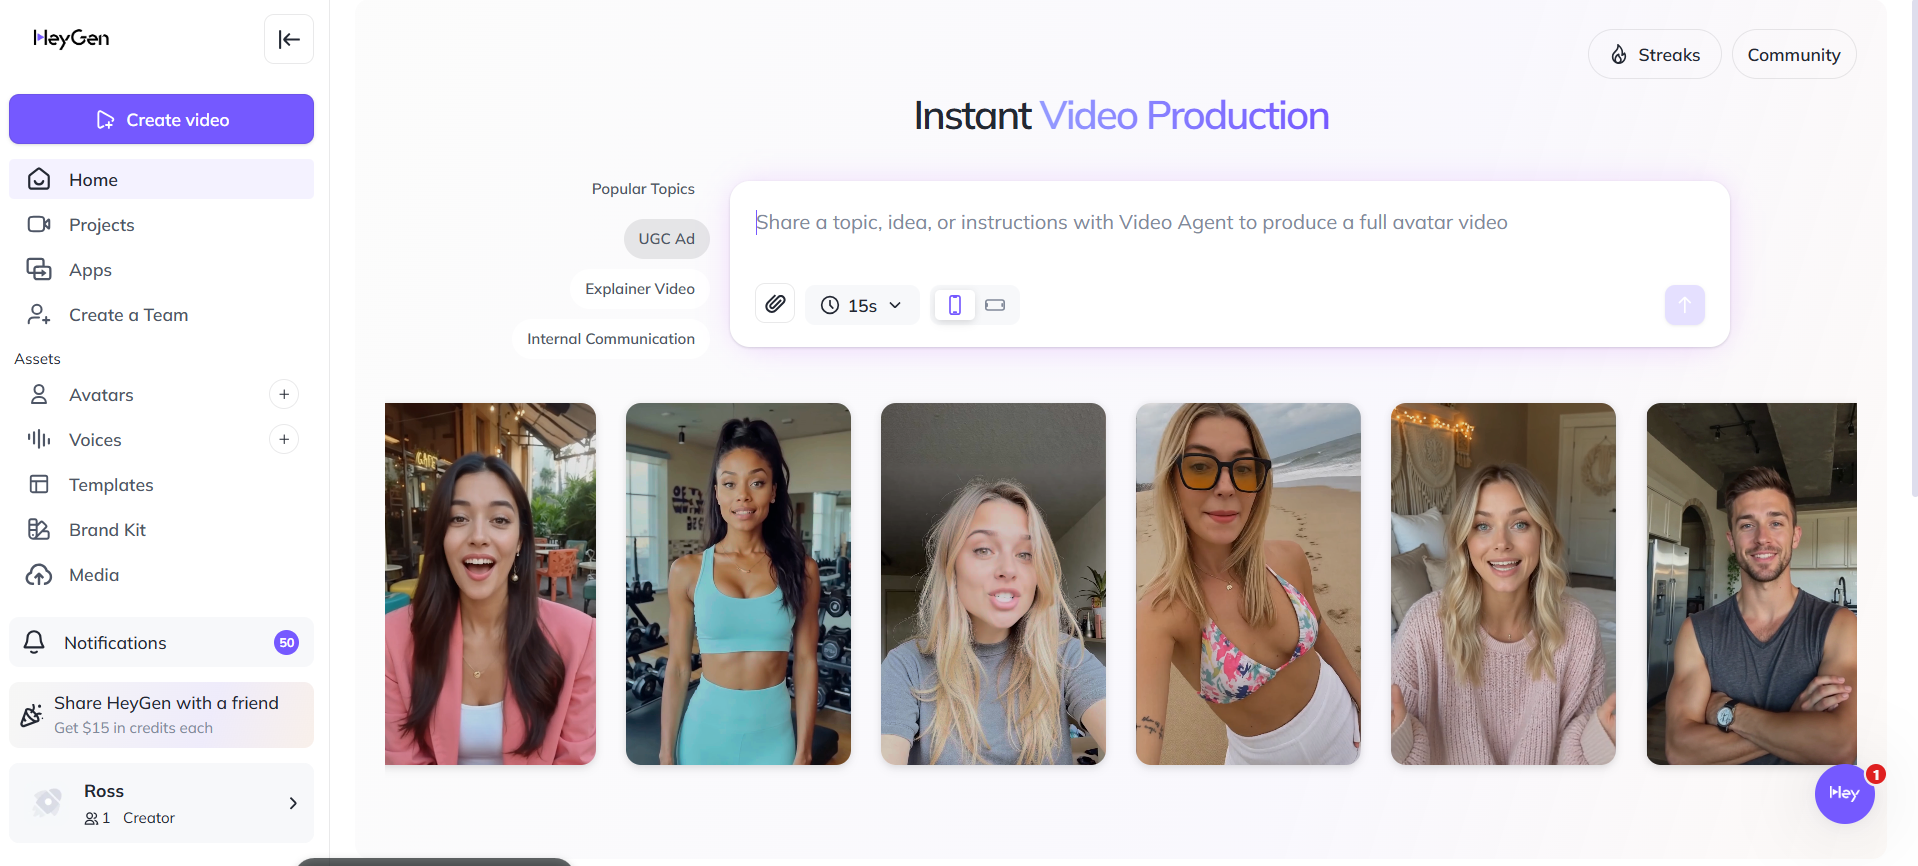 HeyGen
Create video
Home
Projects
Apps
Create a Team
Assets
Avatars
Voices
Templates
Brand Kit
Media
Notifications
50
Share HeyGen with a friend
Get $15 in credits each
Ross
1 Creator
Streaks
Community
Instant Video Production
Popular Topics
UGC Ad
Explainer Video
Internal Communication
Share a topic, idea, or instructions with Video Agent to produce a full avatar video
15s
Hey
1